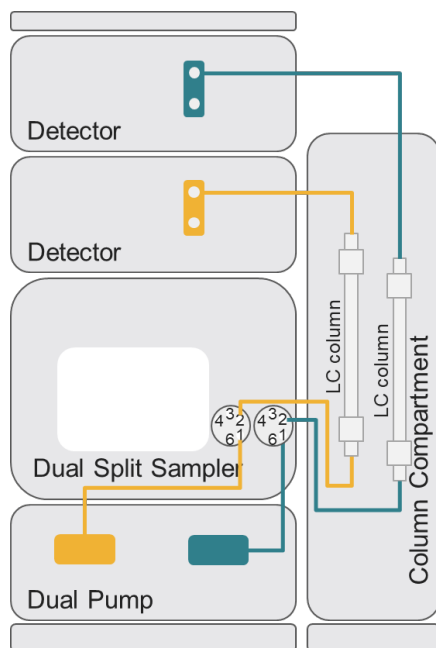 Detector
Detector
LC column
LC column
Column Compartment
4 3 2
6 1
4 3 2
6 1
Dual Split Sampler
Dual Pump